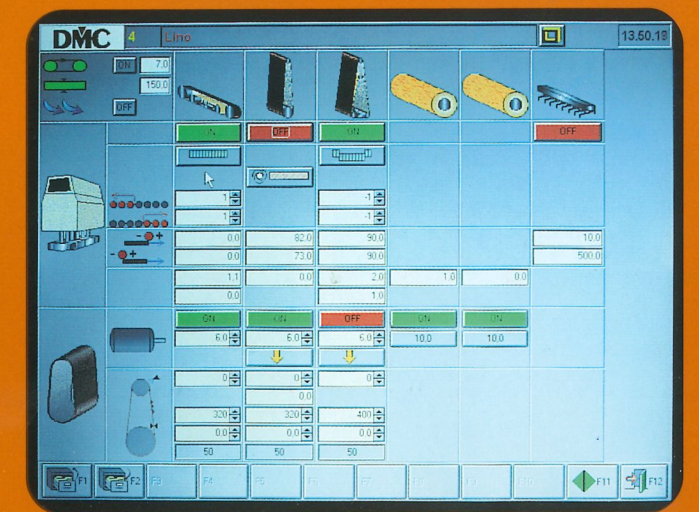 DMC 4 Lino 13.50.19
ON 7.0
150.0
OFF
ON OFF ON OFF
1 -1
1 -1
0.0 82.0 90.0 10.0
0.0 73.0 90.0 500.0
1.1 0.0 2.0 1.0 0.0
0.0 1.0
ON ON OFF ON ON
6.0 6.0 6.0 10.0 10.0
0 0 0
0.0
320 320 400
0.0 0.0 0.0
50 50 50
F1 F2 F3 F4 F11 F12